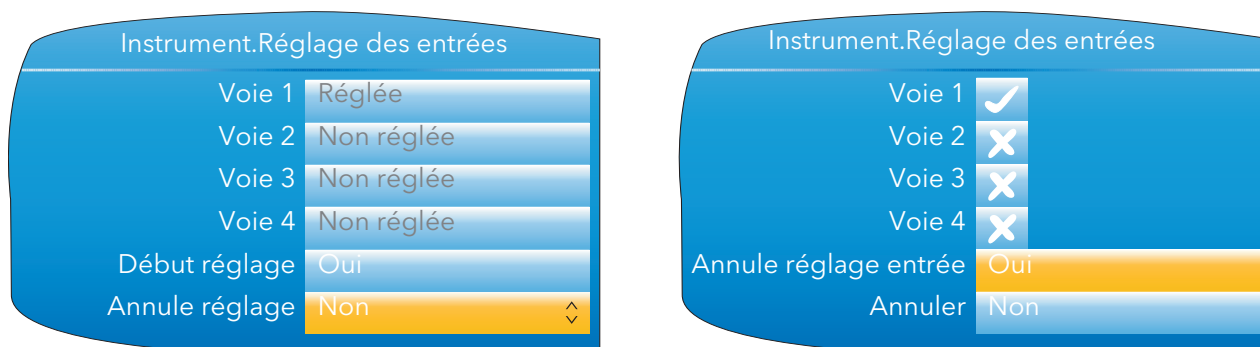 Instrument.Réglage des entrées
Voie 1 Réglée
Voie 2 Non réglée
Voie 3 Non réglée
Voie 4 Non réglée
Début réglage Oui
Annule réglage Non
Instrument.Réglage des entrées
Voie 1
Voie 2
Voie 3
Voie 4
Annule réglage entrée Oui
Annuler Non